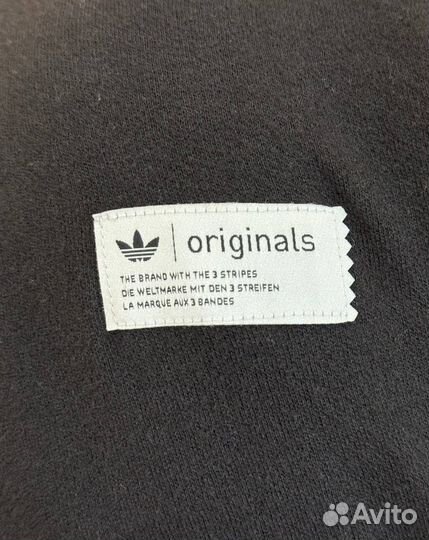 originals
THE BRAND WITH THE 3 STRIPES
DIE WELTMARKE MIT DEN 3 STREIFEN
LA MARQUE AUX 3 BANDES
Avito